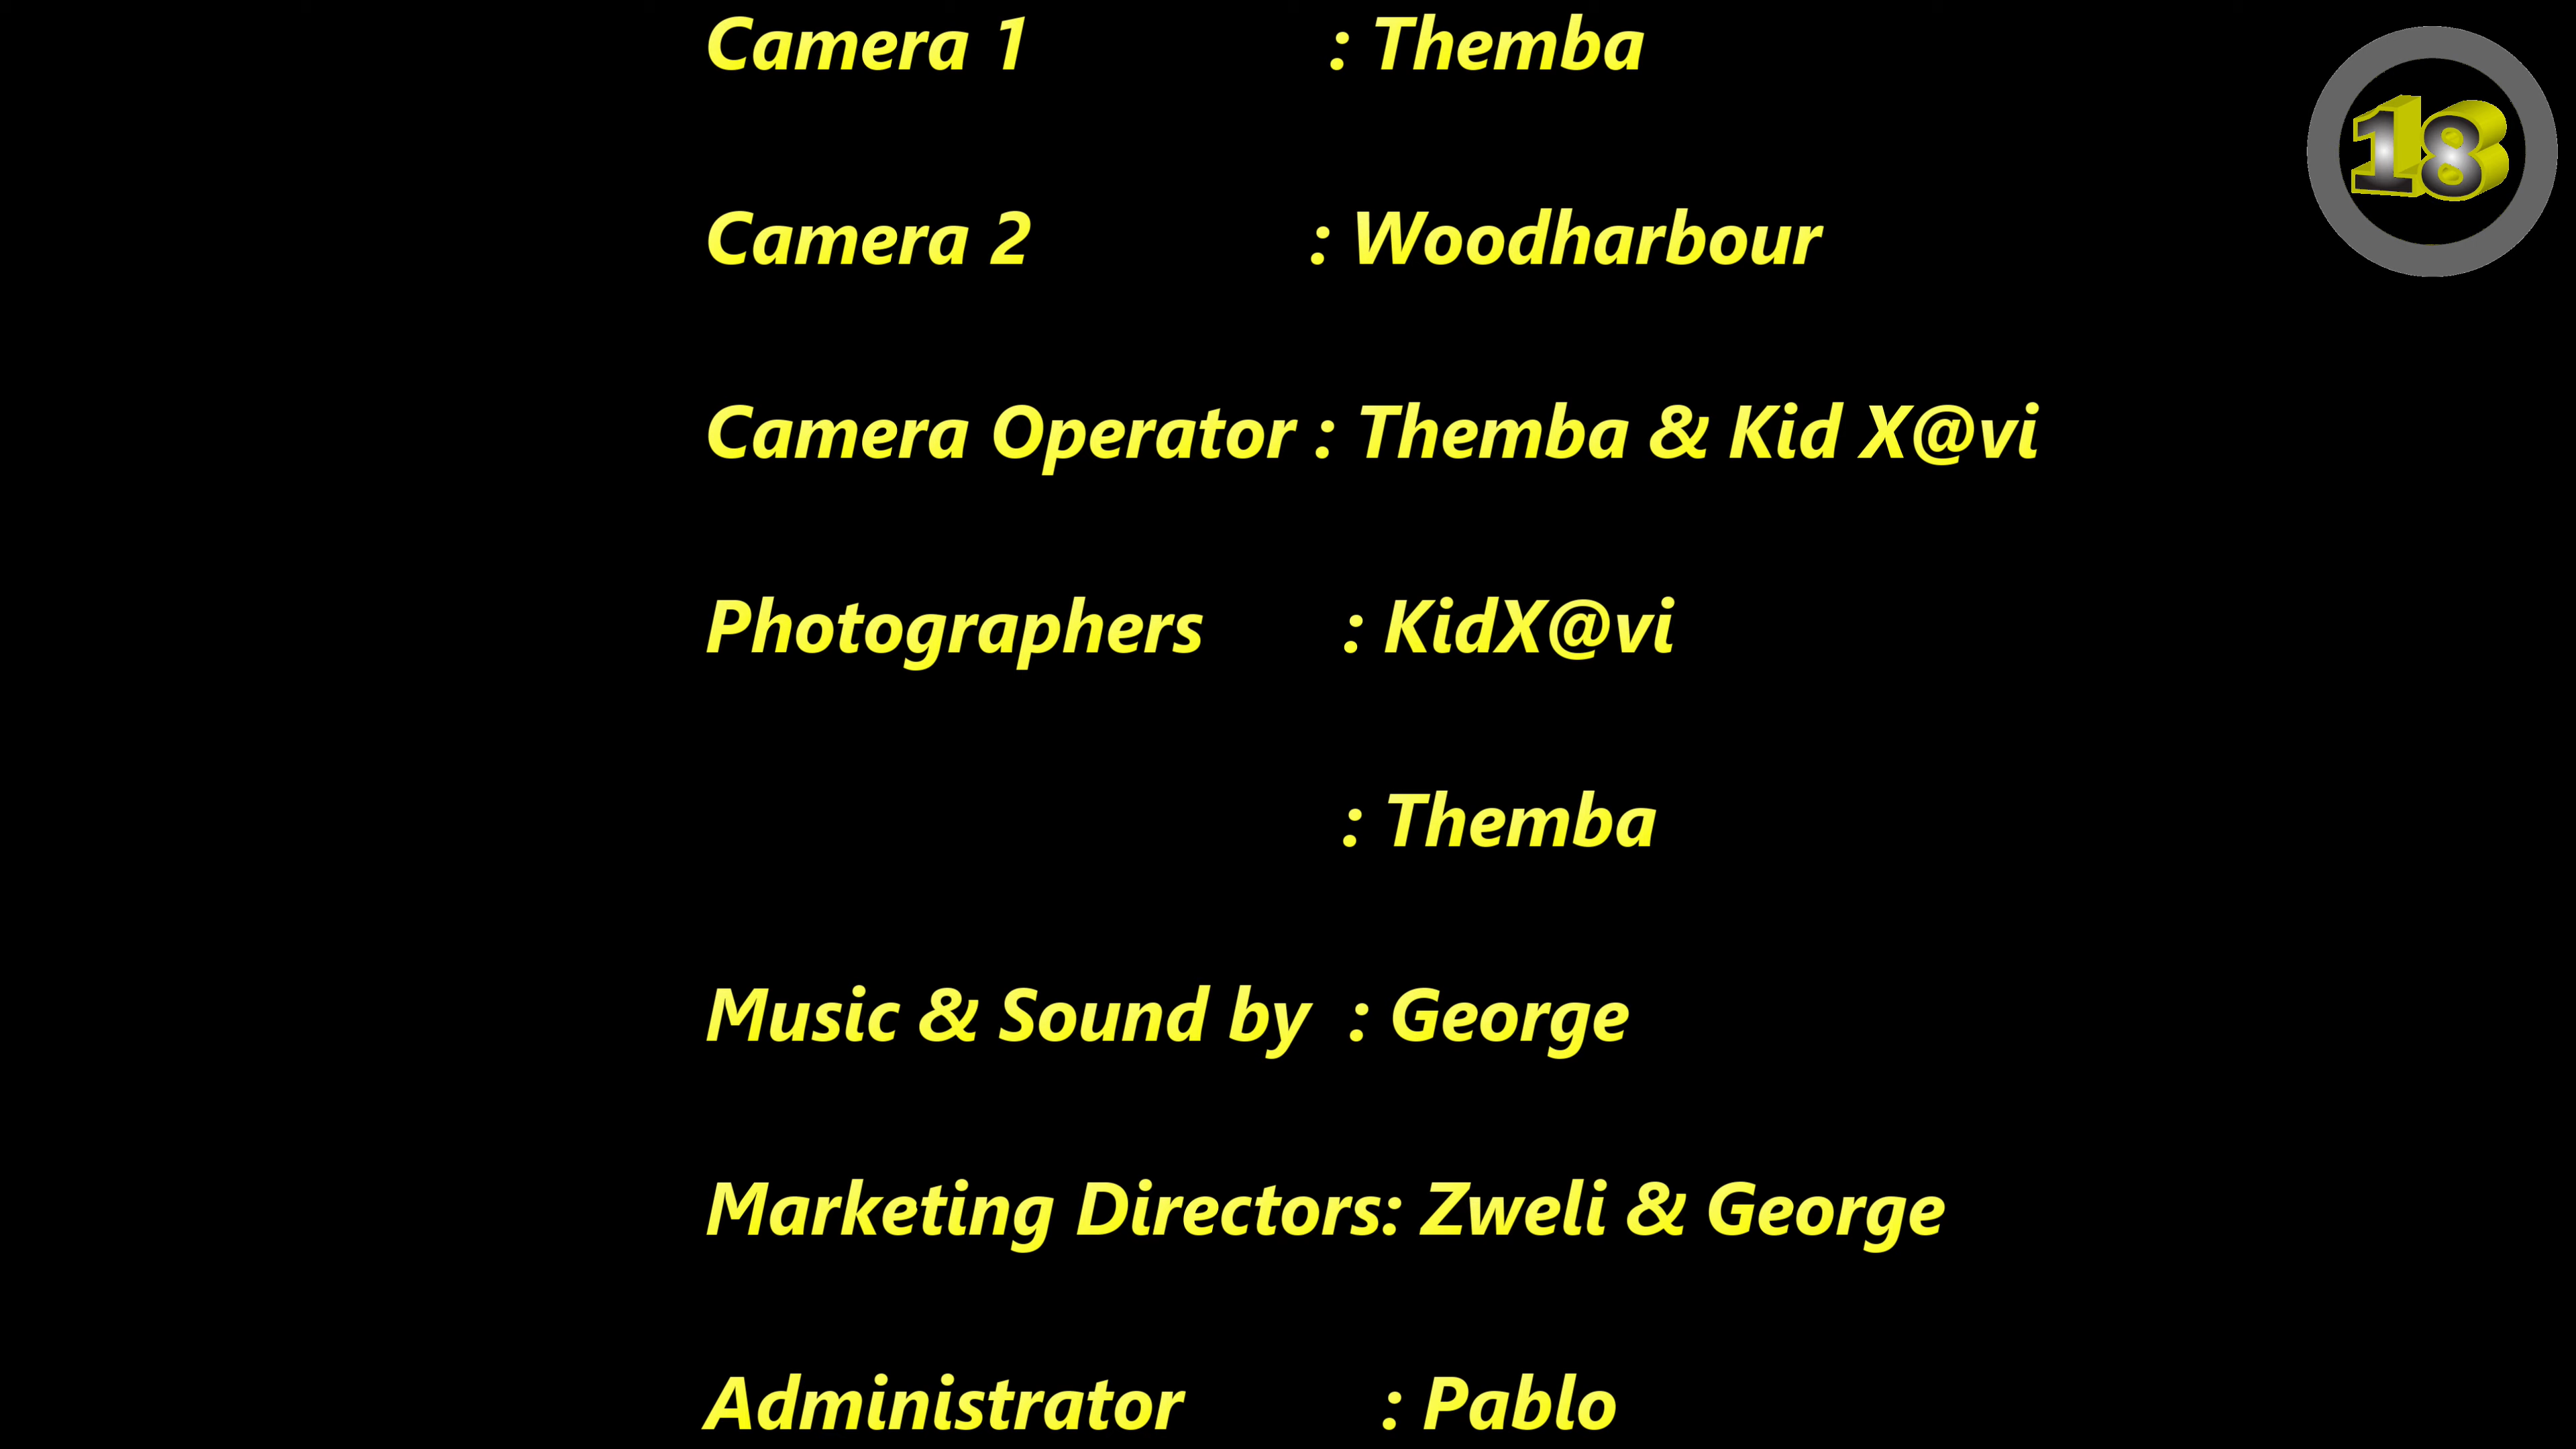 Camera 1 : Themba
18
Camera 2 : Woodharbour
Camera Operator : Themba & Kid X@vi
Photographers : KidX@vi
: Themba
Music & Sound by : George
Marketing Directors: Zweli & George
Administrator : Pablo